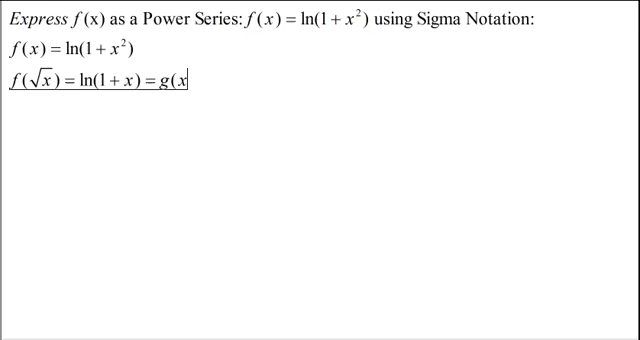 Express f(x) as a Power Series: f(x) = ln(1 + x²) using Sigma Notation:
f(x) = ln(1 + x²)
f(√x) = ln(1 + x) = g(x